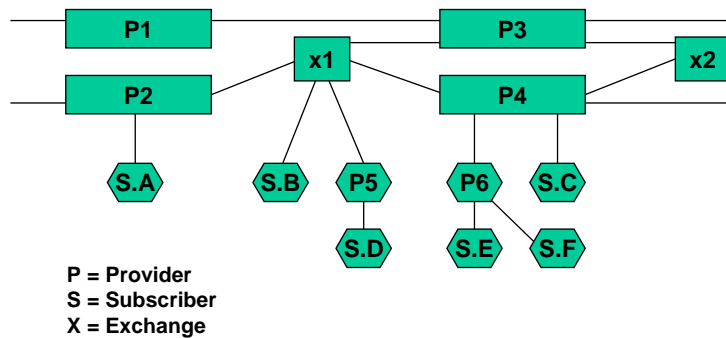 P1
P3
x1
x2
P2
P4
S.A
S.B
P5
P6
S.C
S.D
S.E
S.F
P = Provider
S = Subscriber
X = Exchange